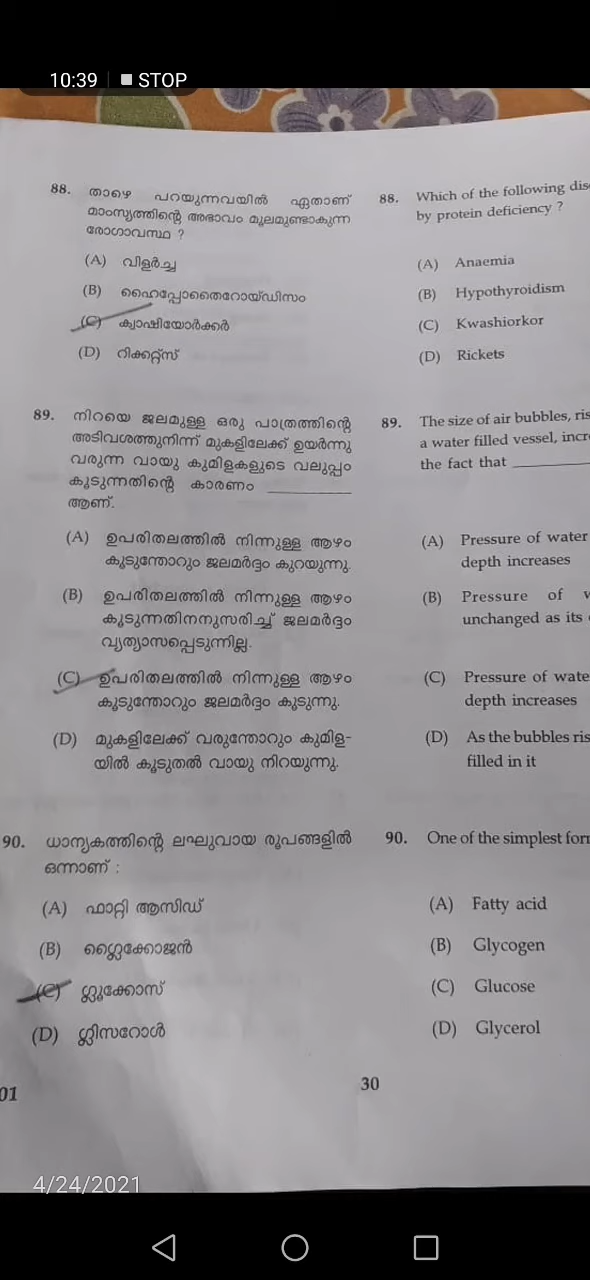 10:39 STOP
88. താഴെ പറയുന്നവയിൽ ഏതാണ്
മാംസ്യത്തിന്റെ അഭാവം മൂലമുണ്ടാകുന്ന
രോഗാവസ്ഥ ?
(A) വിളർച്ച
(B) ഹൈപ്പോതൈറോയ്ഡിസം
(C) ക്വാഷിയോർക്കർ
(D) റിക്കറ്റ്സ്
89. നിറയെ ജലമുള്ള ഒരു പാത്രത്തിന്റെ
അടിവശത്തുനിന്ന് മുകളിലേക്ക് ഉയർന്നു
വരുന്ന വായു കുമിളകളുടെ വലുപ്പം
കൂടുന്നതിന്റെ കാരണം ________
ആണ്.
(A) ഉപരിതലത്തിൽ നിന്നുള്ള ആഴം
കൂടുന്തോറും ജലമർദ്ദം കുറയുന്നു.
(B) ഉപരിതലത്തിൽ നിന്നുള്ള ആഴം
കൂടുന്നതിനനുസരിച്ച് ജലമർദ്ദം
വ്യത്യാസപ്പെടുന്നില്ല.
(C) ഉപരിതലത്തിൽ നിന്നുള്ള ആഴം
കൂടുന്തോറും ജലമർദ്ദം കൂടുന്നു.
(D) മുകളിലേക്ക് വരുന്തോറും കുമിള-
യിൽ കൂടുതൽ വായു നിറയുന്നു.
90. ധാന്യകത്തിന്റെ ലഘുവായ രൂപങ്ങളിൽ
ഒന്നാണ് :
(A) ഫാറ്റി ആസിഡ്
(B) ഗ്ലൈക്കോജൻ
(C) ഗ്ലൂക്കോസ്
(D) ഗ്ലിസറോൾ
88. Which of the following
by protein deficiency ?
(A) Anaemia
(B) Hypothyroidism
(C) Kwashiorkor
(D) Rickets
89. The size of air bubbles,
a water filled vessel,
the fact that ________
(A) Pressure of water
depth increases
(B) Pressure of
unchanged as its
(C) Pressure of
depth increases
(D) As the bubbles
filled in it
90. One of the simplest
(A) Fatty acid
(B) Glycogen
(C) Glucose
(D) Glycerol
01
30
4/24/2021